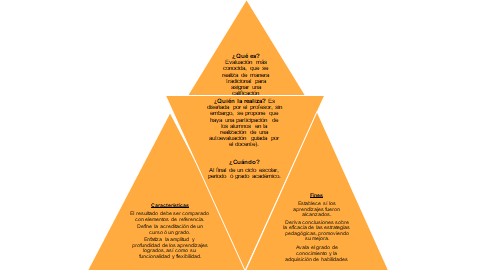 ¿Qué es?
Evaluación más
conocida, que se
realiza de manera
tradicional para
asignar una
calificación
¿Quién la realiza? Es
diseñada por el profesor, sin
embargo, se propone que
haya una participación de
los alumnos en la
realización de una
autoevaluación guiada por
el docente).
¿Cuándo?
Al final de un ciclo escolar,
periodo ó grado académico.
Características
El resultado debe ser comparado
con elementos de referencia.
Define la acreditación de un
curso ó un grado.
Enfatiza la amplitud y
profundidad de los aprendizajes
logrados, así como su
funcionalidad y flexibilidad.
Fines
Establece si los
aprendizajes fueron
alcanzados.
Deriva conclusiones sobre
la eficacia de las estrategias
pedagógicas, promoviendo
su mejora.
Avala el grado de
conocimiento y la
adquisición de habilidades